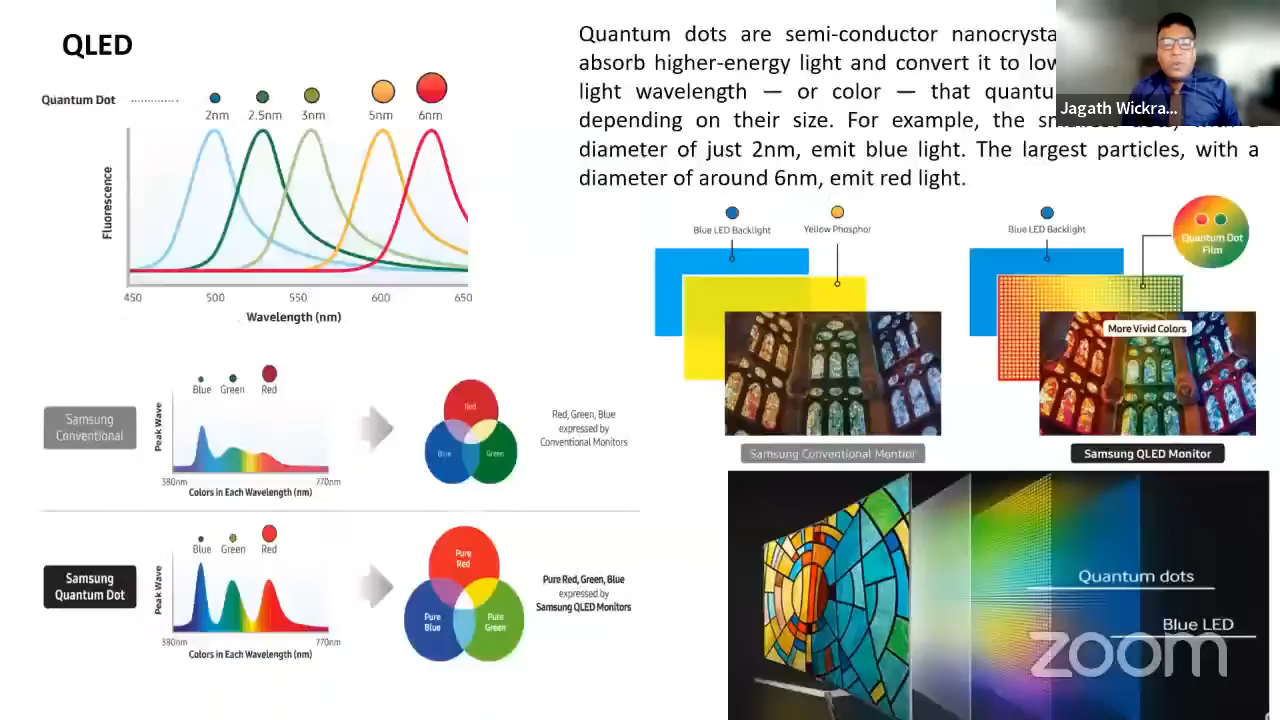 QLED
Quantum Dot
2nm 2.5nm 3nm 5nm 6nm
Fluorescence
450 500 550 600 650
Wavelength (nm)
Quantum dots are semi-conductor
absorb higher-energy light and convert it to
light wavelength — or color — that
depending on their size. For example, the
diameter of just 2nm, emit blue light. The largest particles, with a
diameter of around 6nm, emit red light.
Jagath Wickra...
Blue LED Backlight
Yellow Phosphor
Blue LED Backlight
Quantum Dot
Film
More Vivid Colors
Samsung Conventional
Samsung QLED Monitor
Samsung
Conventional
Blue Green Red
Peak Wave
380nm 770nm
Colors in Each Wavelength (nm)
Red
Blue
Green
Red, Green, Blue
expressed by
Conventional Monitors
Samsung
Quantum Dot
Blue Green Red
Peak Wave
380nm 770nm
Colors in Each Wavelength (nm)
Pure
Red
Pure
Blue
Pure
Green
Pure Red, Green, Blue
expressed by
Samsung QLED Monitors
Quantum dots
Blue LED
zoom